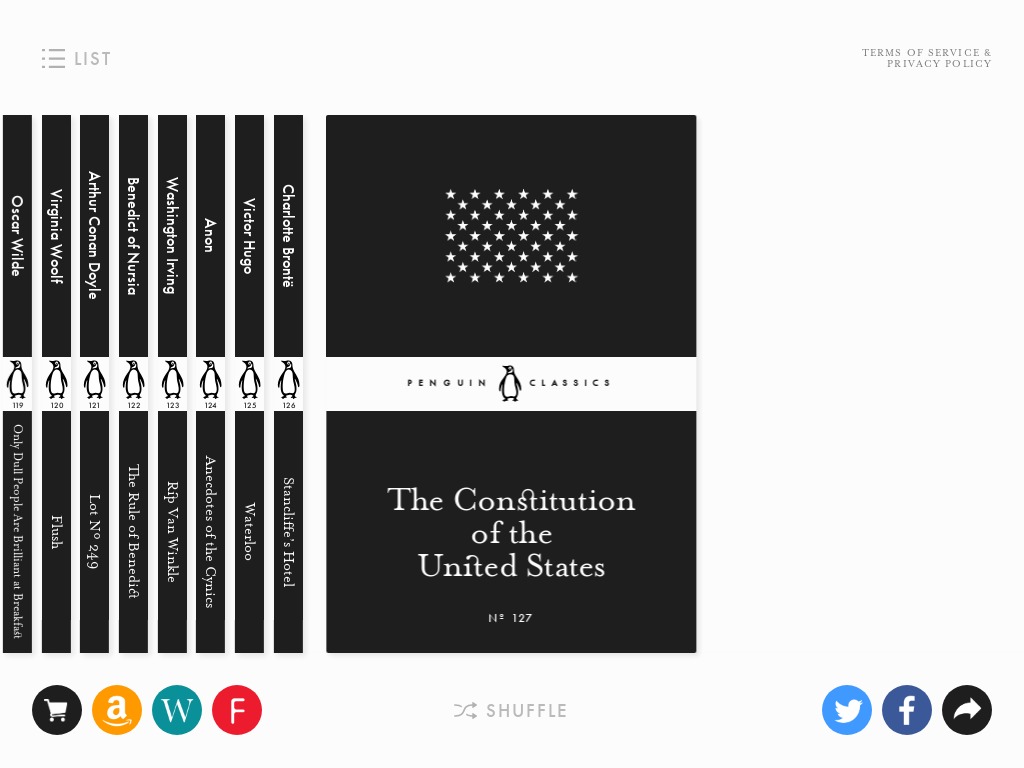 LIST
TERMS OF SERVICE &
PRIVACY POLICY
Oscar Wilde
119
Only Dull People Are Brilliant at Breakfast
Virginia Woolf
120
Flush
Arthur Conan Doyle
121
Lot Nº 249
Benedict of Nursia
122
The Rule of Benedict
Washington Irving
123
Rip Van Winkle
Anon
124
Anecdotes of the Cynics
Victor Hugo
125
Waterloo
Charlotte Brontë
126
Stancliffe's Hotel
PENGUIN CLASSICS
The Constitution
of the
United States
Nº 127
a
W
F
SHUFFLE
f